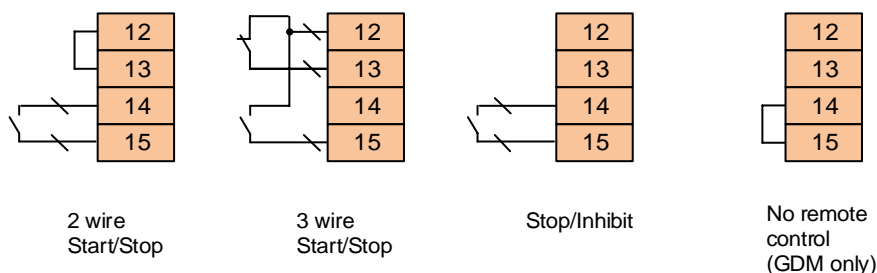 12
13
14
15
2 wire
Start/Stop
12
13
14
15
3 wire
Start/Stop
12
13
14
15
Stop/Inhibit
12
13
14
15
No remote
control
(GDM only)